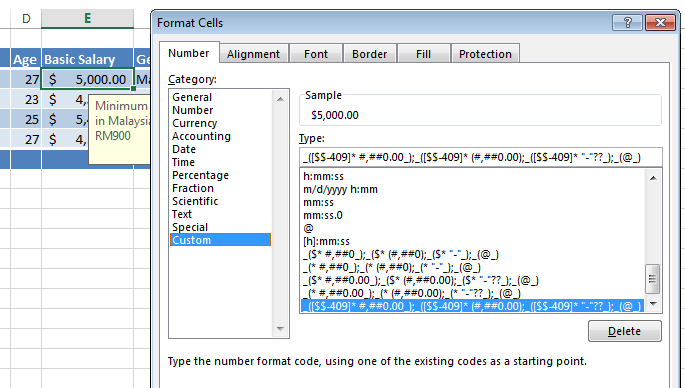 D E
Format Cells
Number Alignment Font Border Fill Protection
Age Basic Salary Ge
27 $ 5,000.00 Ma
23 $ 4,
25 $ 5,
27 $ 4,
Minimum
in Malaysia
RM900
Category:
General
Number
Currency
Accounting
Date
Time
Percentage
Fraction
Scientific
Text
Special
Custom
Sample
$5,000.00
Type:
_([$$-409]* #,##0.00_);_([$$-409]* (#,##0.00);_([$$-409]* "-"??_);_(@_)
h:mm:ss
m/d/yyyy h:mm
mm:ss
mm:ss.0
@
[h]:mm:ss
_($* #,##0_);_($* (#,##0);_($* "-"_);_(@_)
_(* #,##0_);_(* (#,##0);_(* "-"_);_(@_)
_($* #,##0.00_);_($* (#,##0.00);_($* "-"??_);_(@_)
_(* #,##0.00_);_(* (#,##0.00);_(* "-"??_);_(@_)
_([$$-409]* #,##0.00_);_([$$-409]* (#,##0.00);_([$$-409]* "-"??_);_(@_)
Delete
Type the number format code, using one of the existing codes as a starting point.